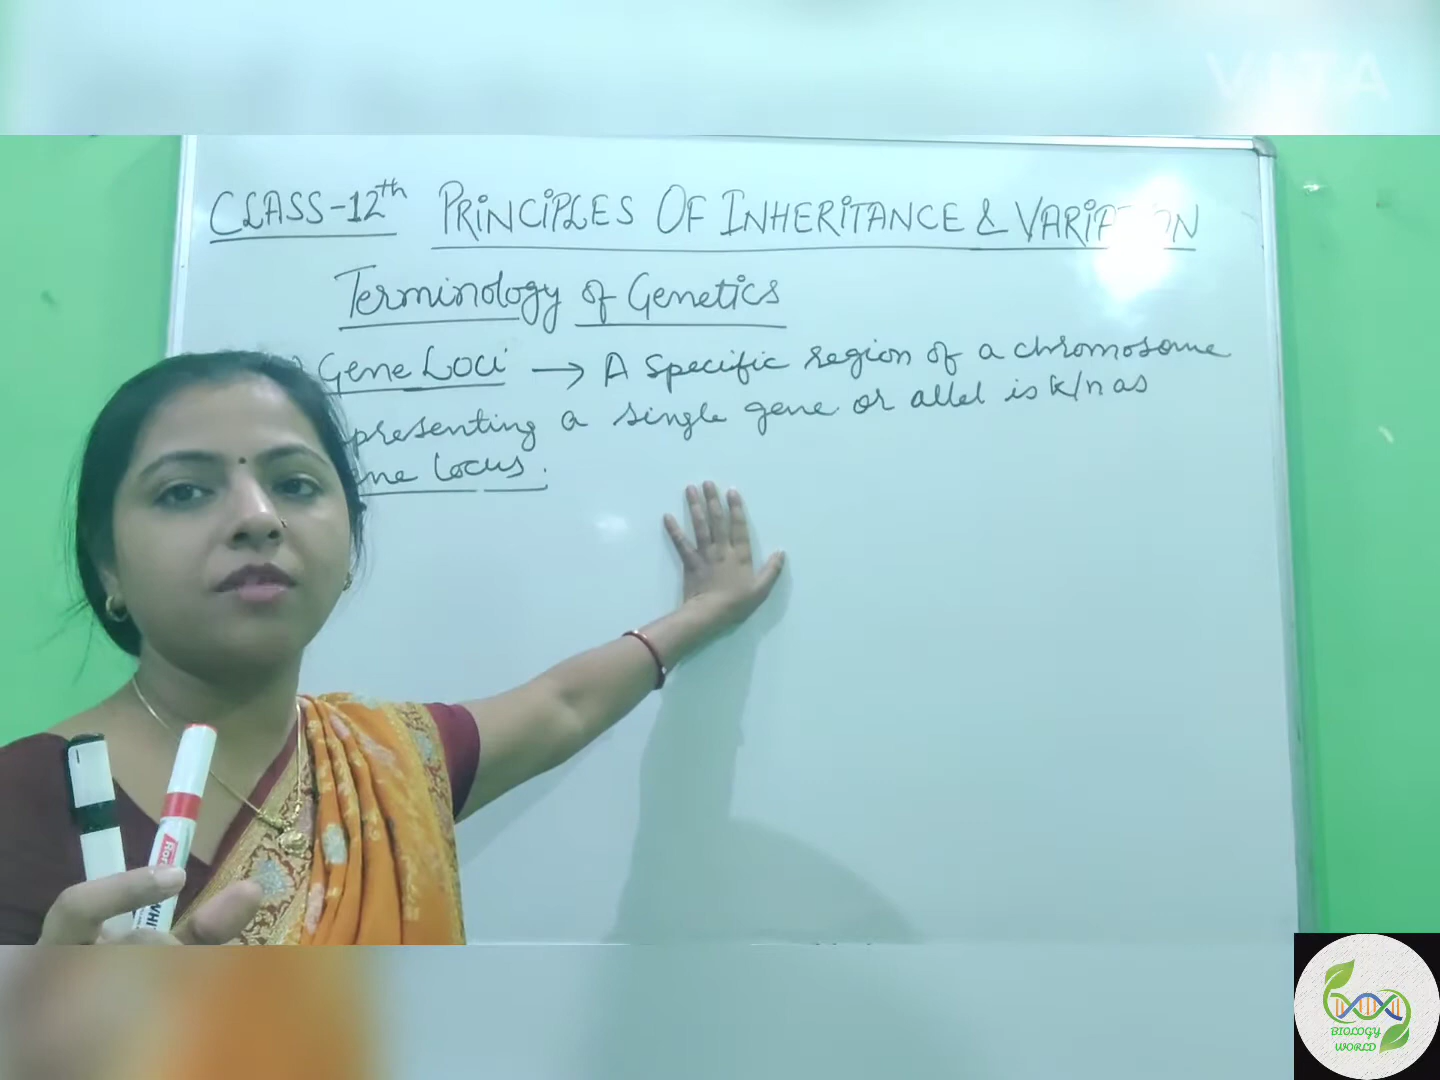 CLASS-12th PRINCIPLES OF INHERITANCE &
Terminology of Genetics
Gene Loci → A specific region of a chromosome
presenting a single gene or allel is k/n as
ne Locus.
BIOLOGY
WORLD